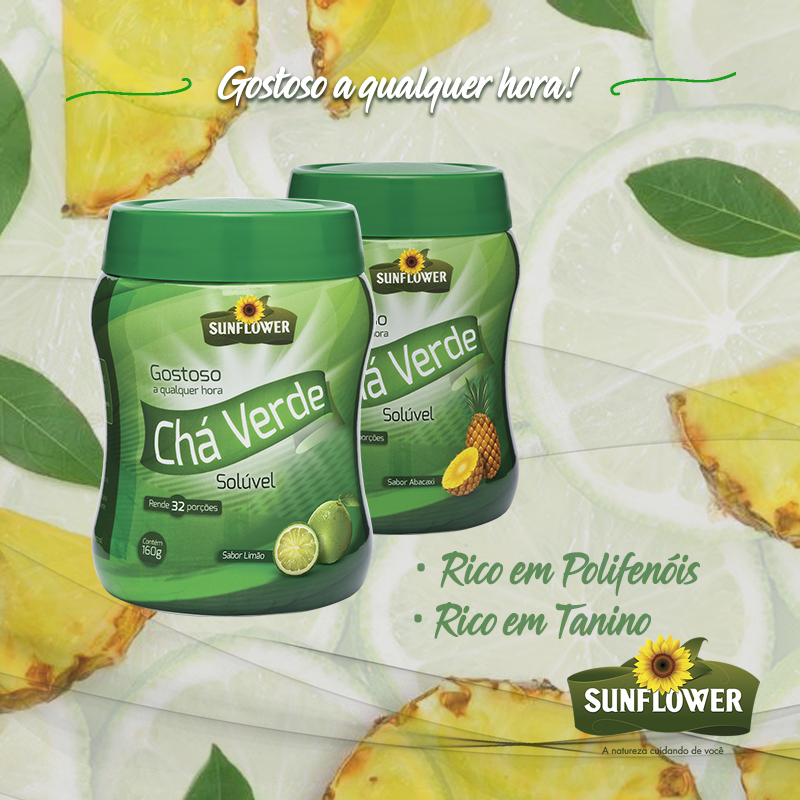 Gostoso a qualquer hora!
SUNFLOWER
Gostoso
a qualquer hora
Chá Verde
Solúvel
Rende 32 porções
Contém
160g
Sabor Limão
SUNFLOWER
hora
á Verde
Solúvel
porções
Sabor Abacaxi
• Rico em Polifenóis
• Rico em Tanino
SUNFLOWER
A natureza cuidando de você